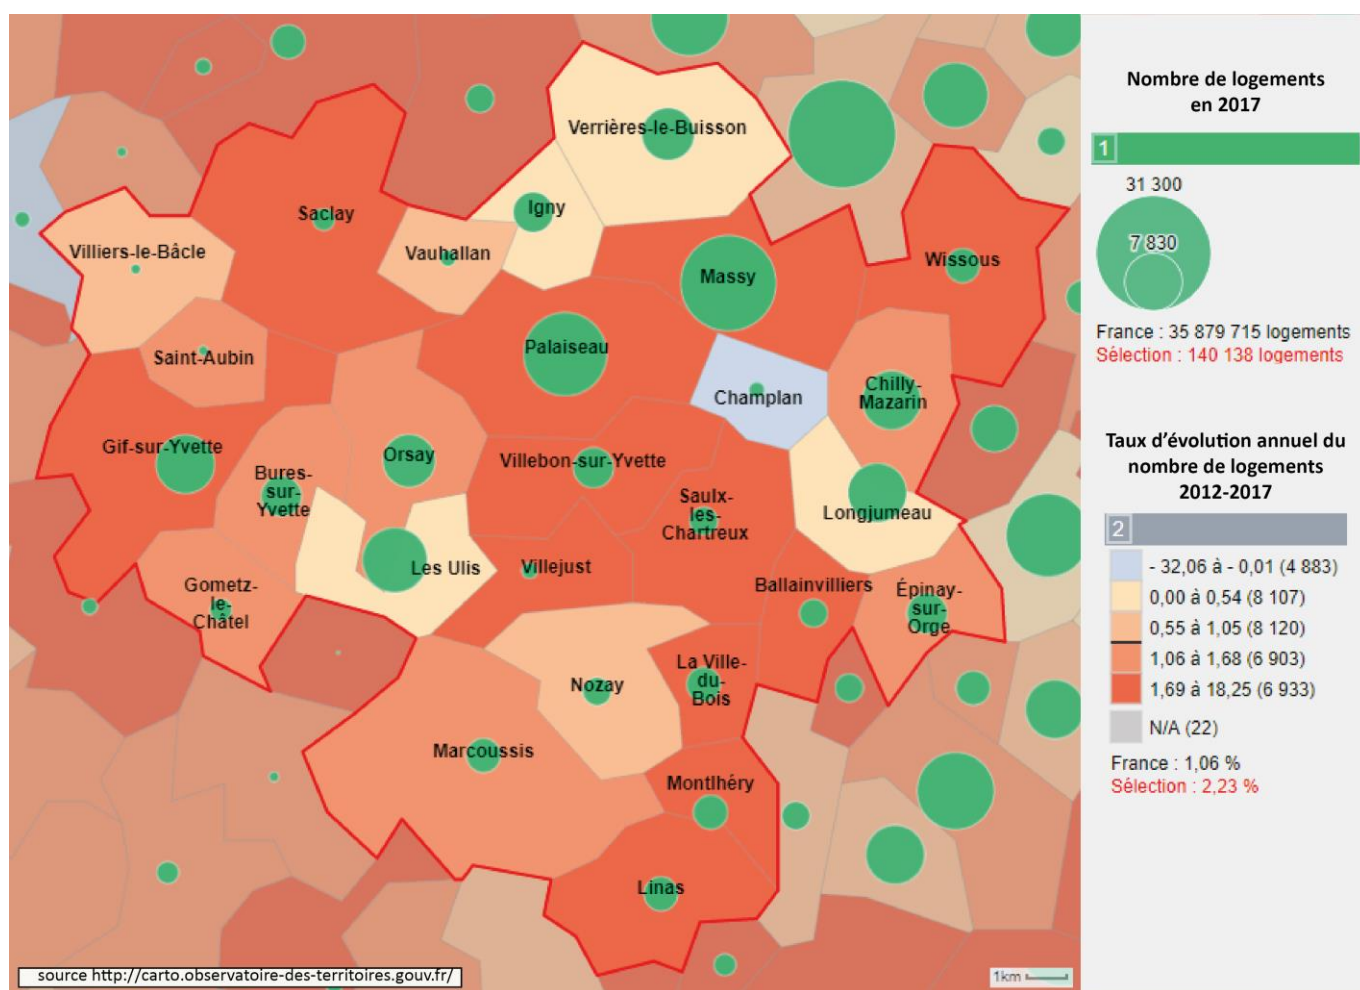 Verrières-le-Buisson
Igny
Saclay
Vauhallan
Villiers-le-Bâcle
Wissous
Massy
Palaiseau
Saint-Aubin
Champlan
Chilly-
Mazarin
Gif-sur-Yvette
Orsay
Villebon-sur-Yvette
Bures-
sur-
Yvette
Saulx-
les-
Chartreux
Longjumeau
Les Ulis
Villejust
Ballainvilliers
Épinay-
sur-
Orge
Gometz-
le-
Châtel
La Ville-
du-
Bois
Nozay
Marcoussis
Montlhéry
Linas
source http://carto.observatoire-des-territoires.gouv.fr/
1km
Nombre de logements
en 2017
1
31 300
7 830
France : 35 879 715 logements
Sélection : 140 138 logements
Taux d’évolution annuel du
nombre de logements
2012-2017
2
- 32,06 à - 0,01 (4 883)
0,00 à 0,54 (8 107)
0,55 à 1,05 (8 120)
1,06 à 1,68 (6 903)
1,69 à 18,25 (6 933)
N/A (22)
France : 1,06 %
Sélection : 2,23 %